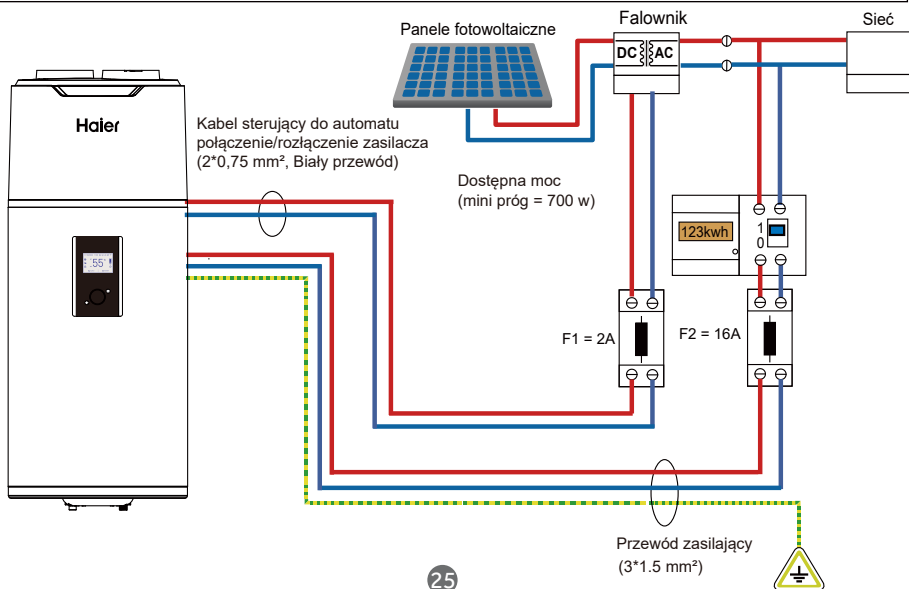 Falownik
Sieć
Panele fotowoltaiczne
DC
AC
Haier
Kabel sterujący do automatu
połączenie/rozłączenie zasilacza
(2*0,75 mm², Biały przewód)
Dostępna moc
(mini próg = 700 w)
123kwh
1
0
55°
F1 = 2A
F2 = 16A
Przewód zasilający
(3*1.5 mm²)
25